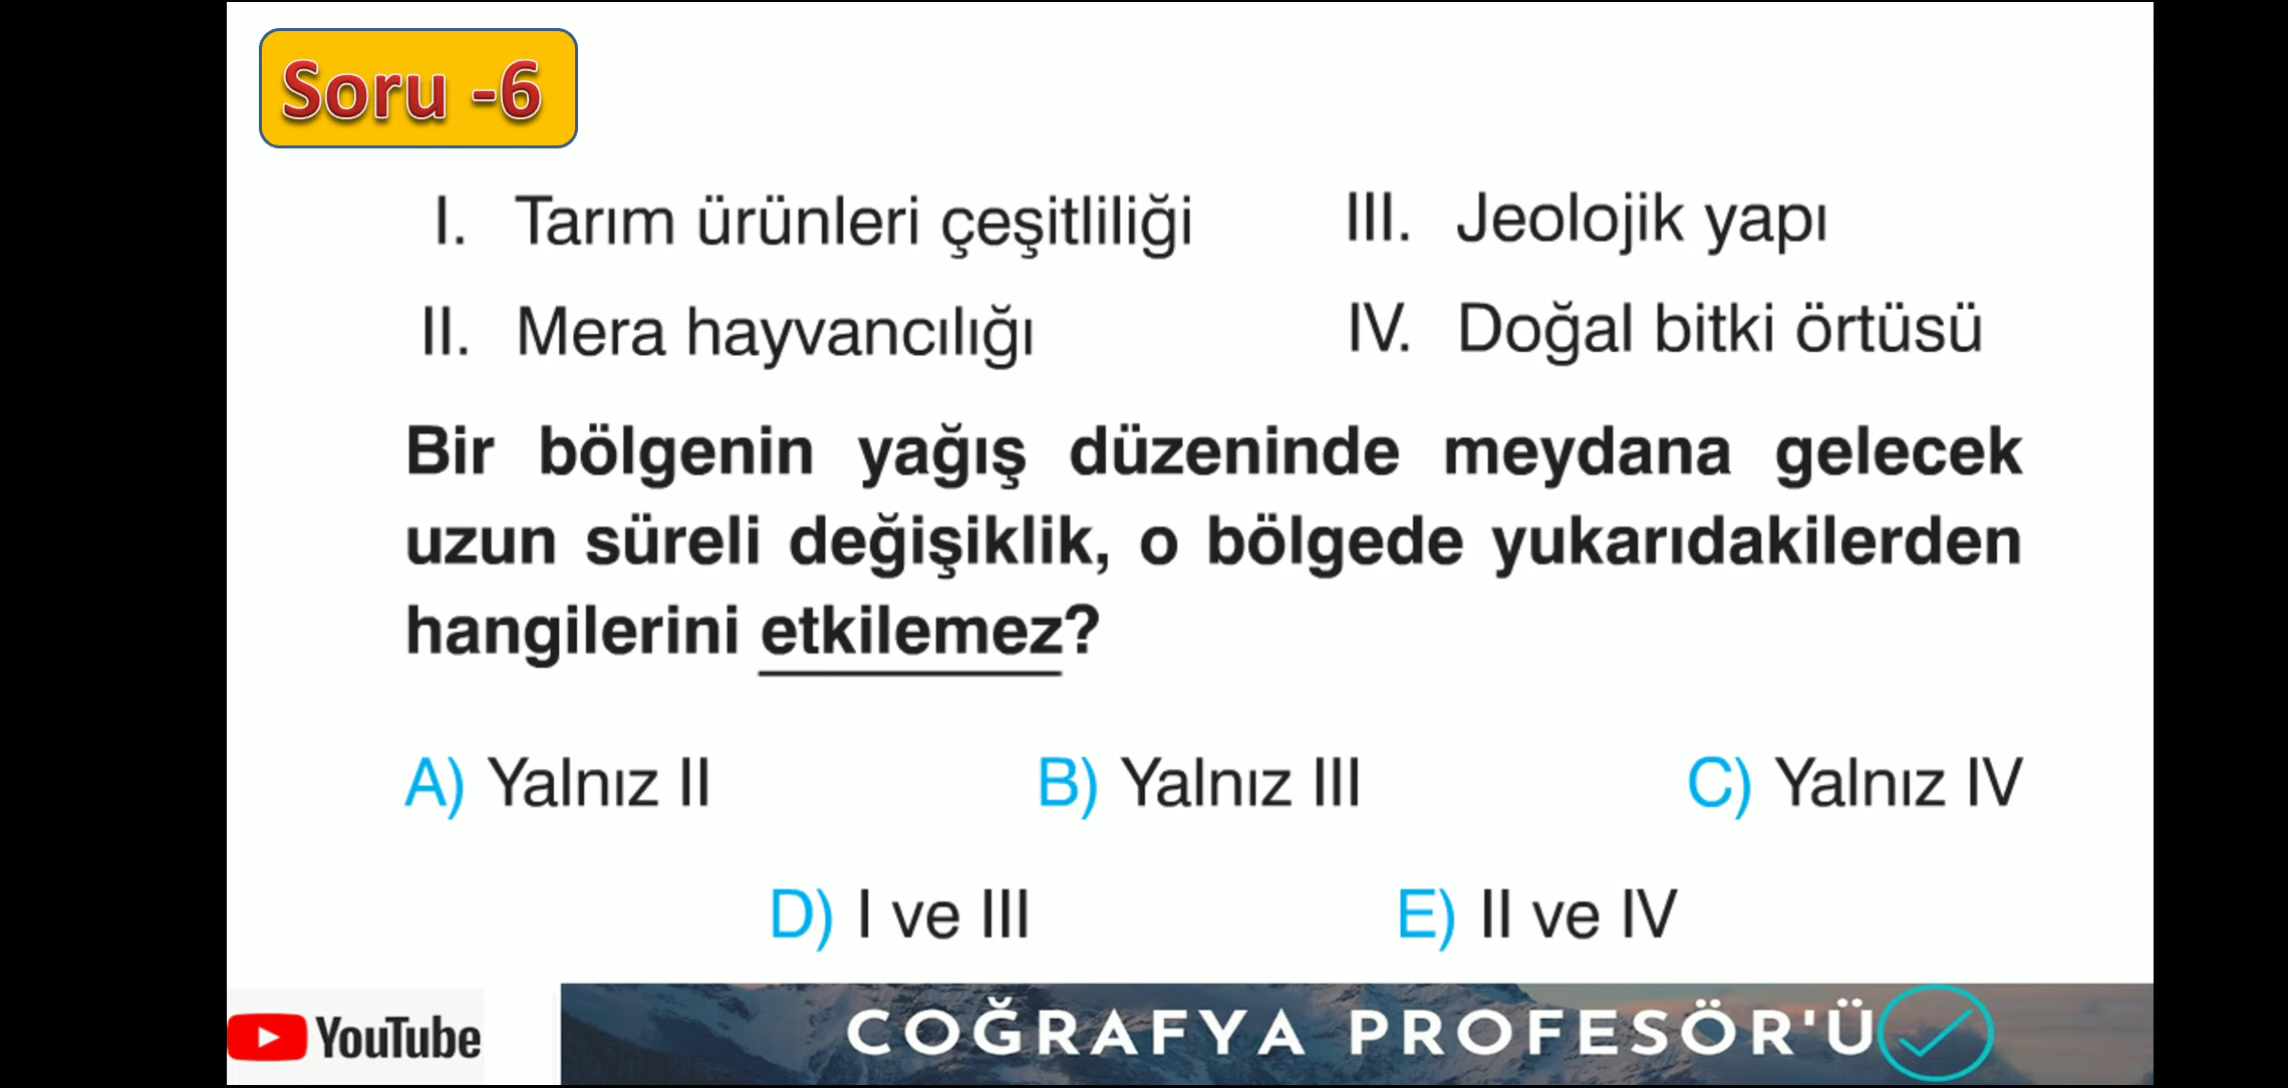 Soru -6
I. Tarım ürünleri çeşitliliği
II. Mera hayvancılığı
III. Jeolojik yapı
IV. Doğal bitki örtüsü
Bir bölgenin yağış düzeninde meydana gelecek
uzun süreli değişiklik, o bölgede yukarıdakilerden
hangilerini etkilemez?
A) Yalnız II
B) Yalnız III
C) Yalnız IV
D) I ve III
E) II ve IV
YouTube
COĞRAFYA PROFESÖR'Ü